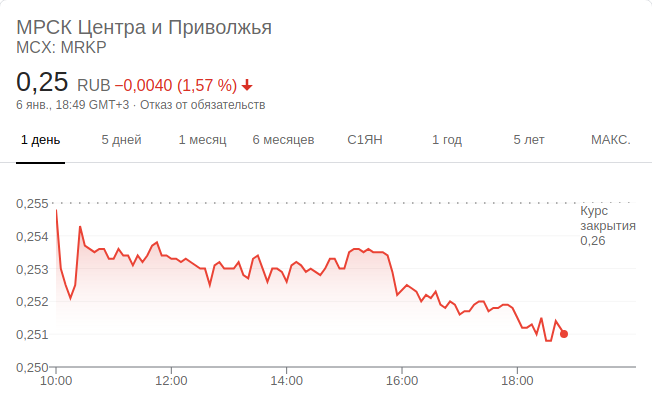 МРСК Центра и Приволжья
MCX: MRKP
0,25 RUB −0,0040 (1,57 %)
6 янв., 18:49 GMT+3 · Отказ от обязательств
1 день 5 дней 1 месяц 6 месяцев С1ЯН 1 год 5 лет МАКС.
0,255
Курс
закрытия
0,26
0,254
0,253
0,252
0,251
0,250
10:00 12:00 14:00 16:00 18:00